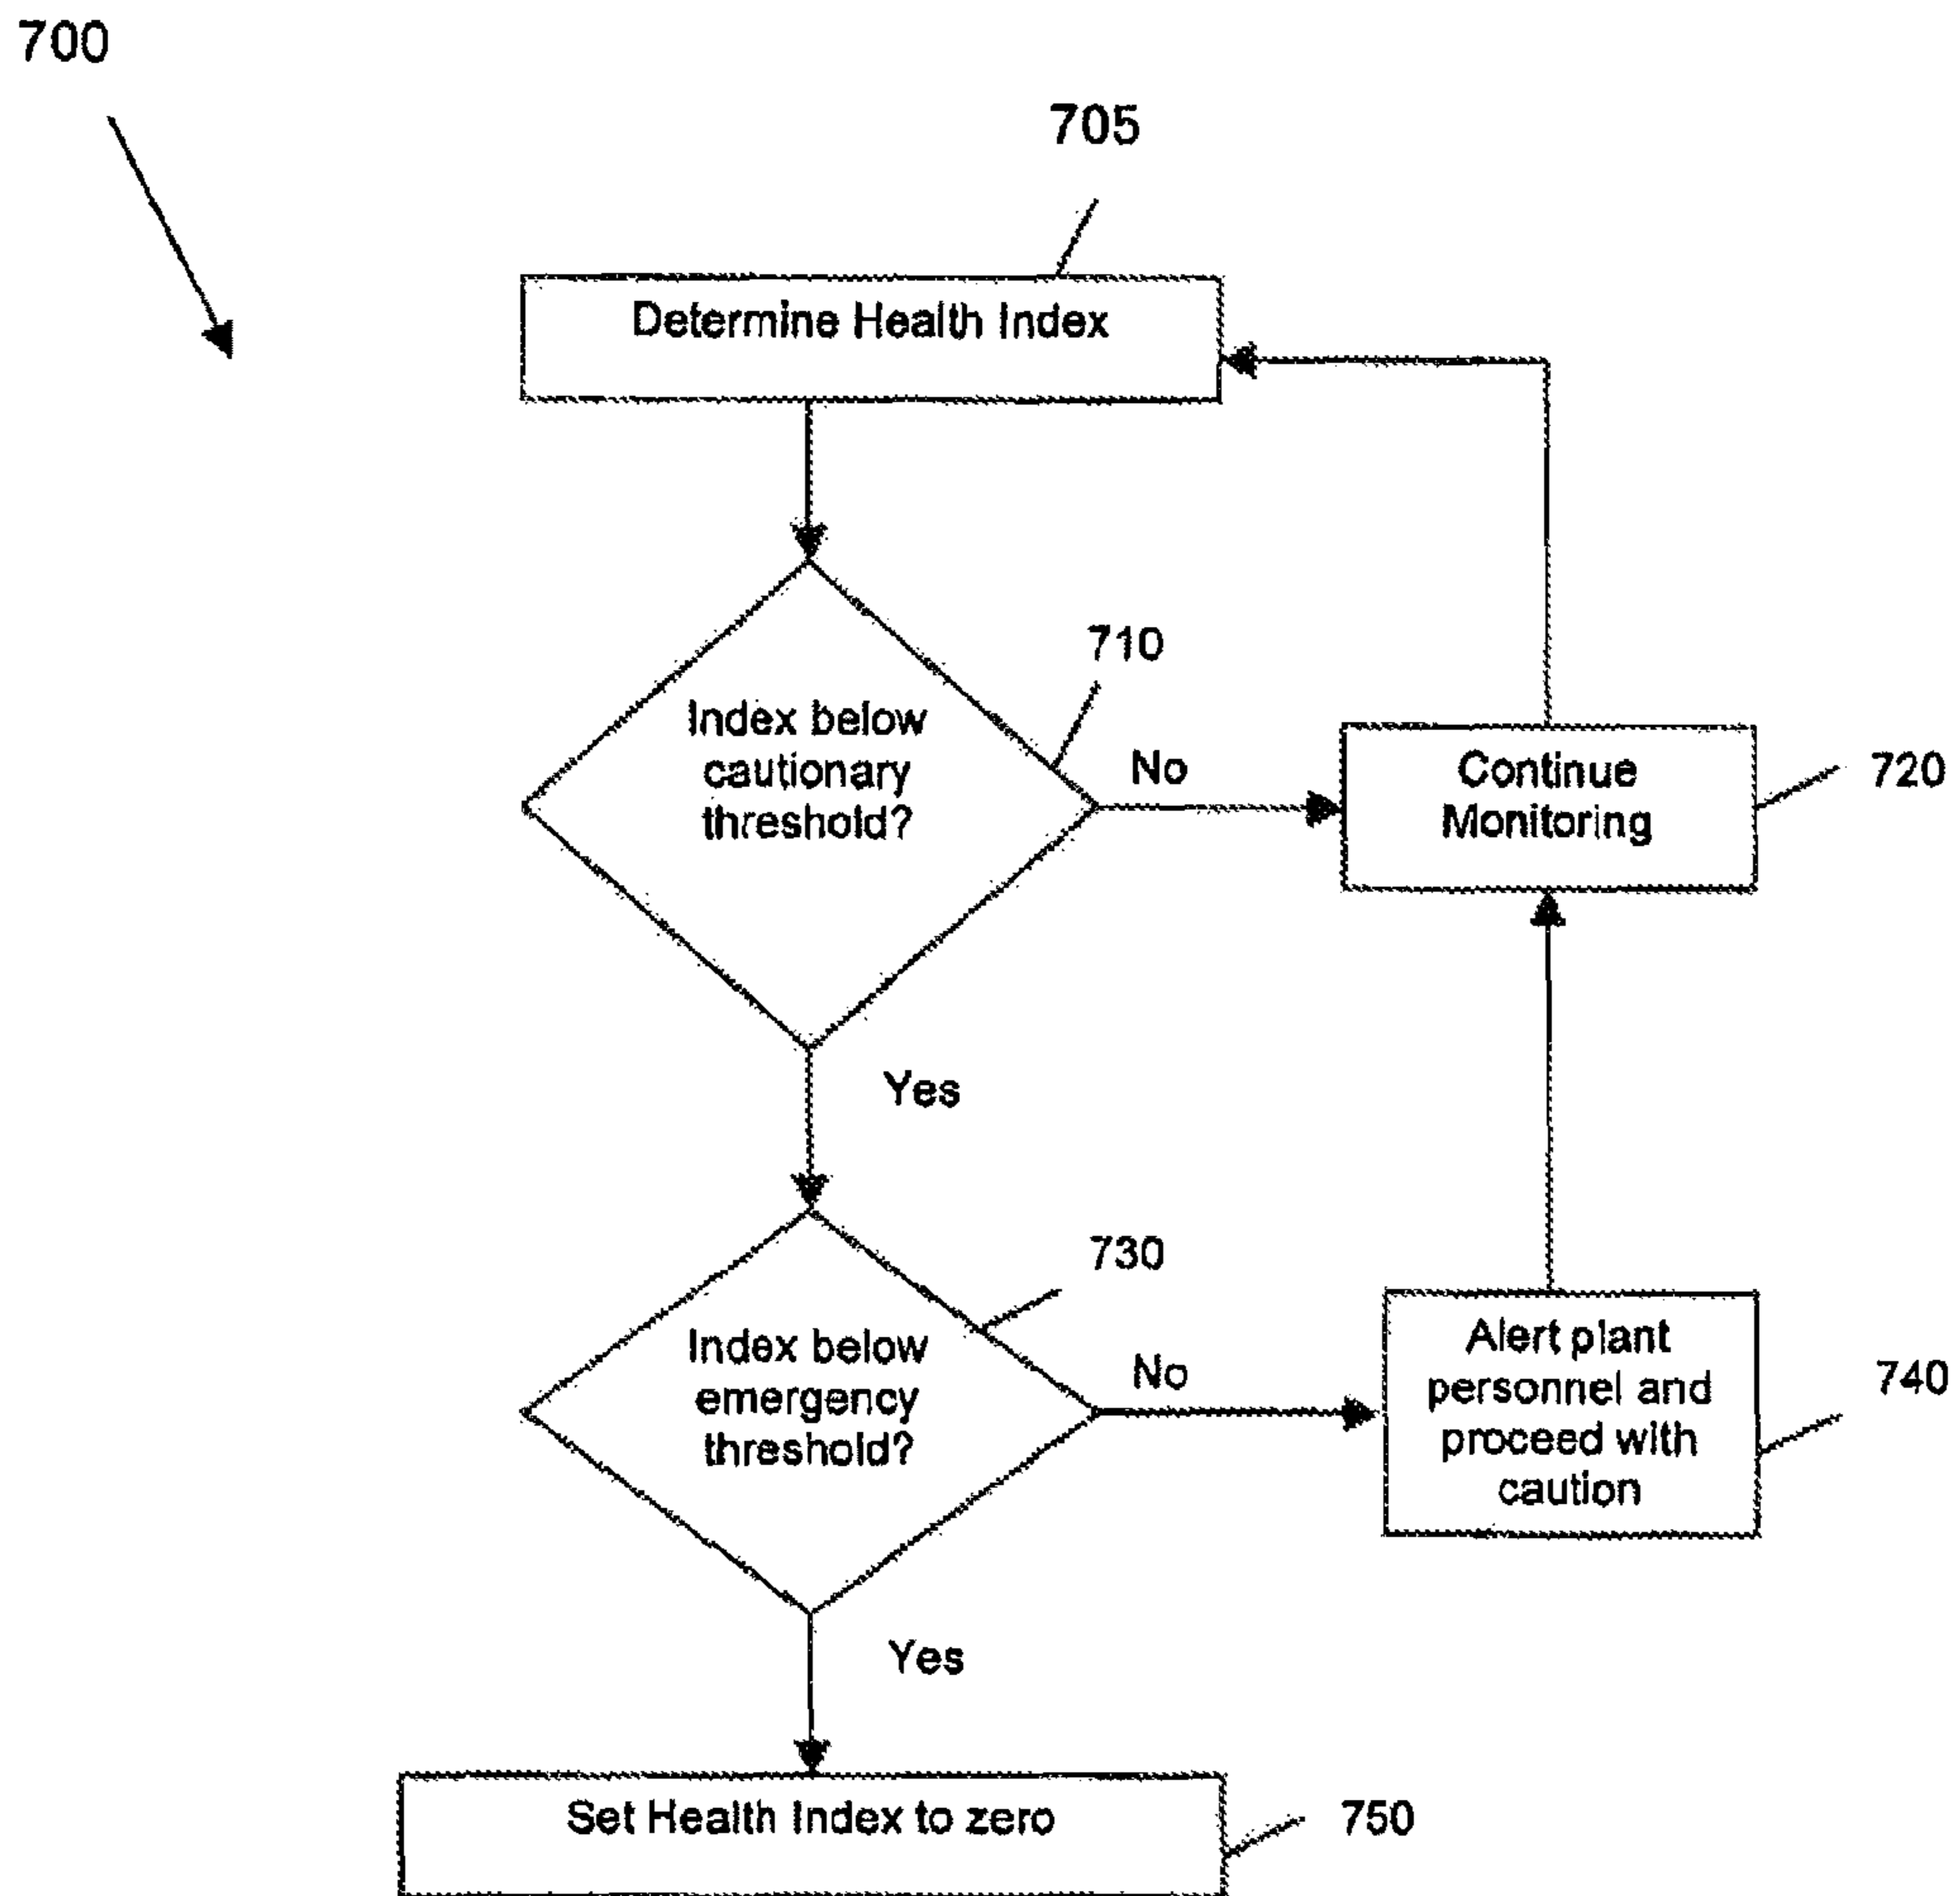 700
705
Determine Health Index
710
Index below
cautionary
threshold?
No
Continue
Monitoring
720
Yes
730
Index below
emergency
threshold?
No
Alert plant
personnel and
proceed with
caution
740
Yes
Set Health Index to zero
750